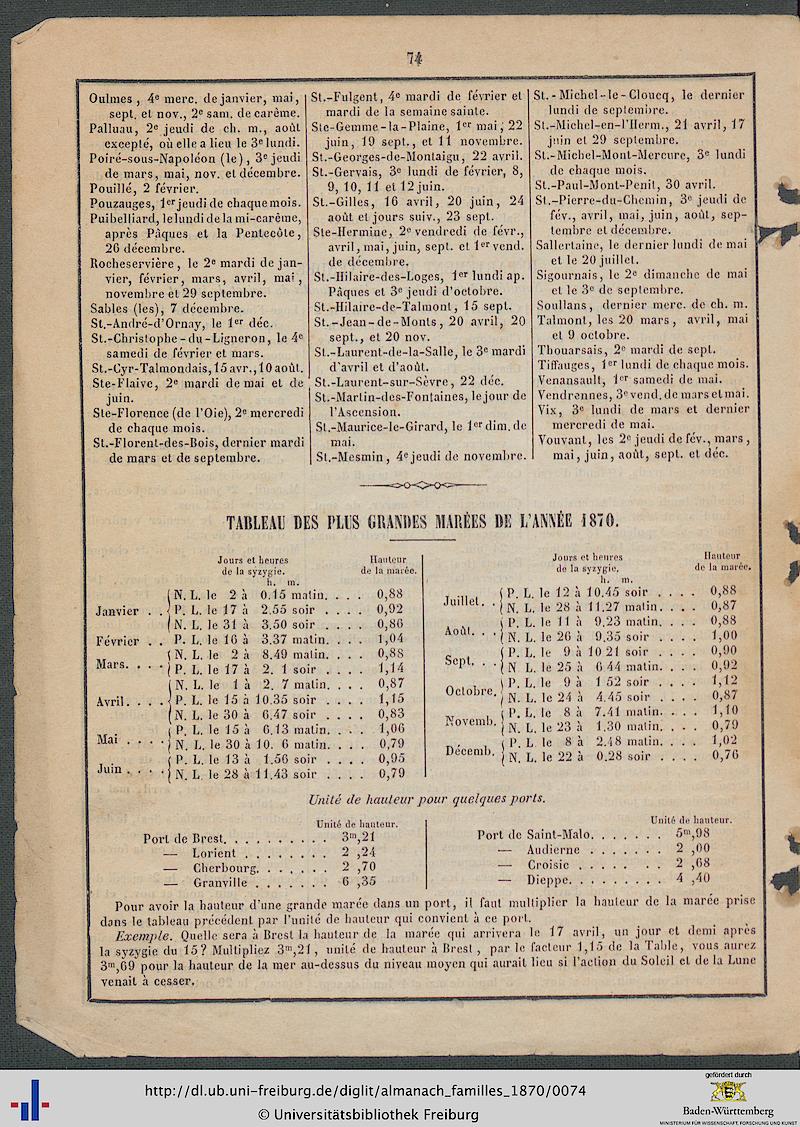 74
Oulmes, 4e merc. de janvier, mai,
sept. et nov., 2e sam. de carême.
Palluau, 2e jeudi de ch. m., août
excepté, où elle a lieu le 3e lundi.
Poiré-sous-Napoléon (le), 3e jeudi
de mars, mai, nov. et décembre.
Pouillé, 2 février.
Pouzauges, 1er jeudi de chaque mois.
Puibelliard, le lundi de la mi-carême,
après Pâques et la Pentecôte,
26 décembre.
Rocheservière, le 2e mardi de jan-
vier, février, mars, avril, mai,
novembre et 29 septembre.
Sables (les), 7 décembre.
St.-André-d'Ornay, le 1er déc.
St.-Christophe-du-Ligneron, le 4e
samedi de février et mars.
St.-Cyr-Talmondais, 15 avr., 10 août.
Ste-Flaive, 2e mardi de mai et de
juin.
Ste-Florence (de l'Oie), 2e mercredi
de chaque mois.
St.-Florent-des-Bois, dernier mardi
de mars et de septembre.
St.-Fulgent, 4e mardi de février et
mardi de la semaine sainte.
Ste-Gemme-la-Plaine, 1er mai, 22
juin, 19 sept., et 11 novembre.
St.-Georges-de-Montaigu, 22 avril.
St.-Gervais, 3e lundi de février, 8,
9, 10, 11 et 12 juin.
St.-Gilles, 16 avril, 20 juin, 24
août et jours suiv., 23 sept.
Ste-Hermine, 2e vendredi de févr.,
avril, mai, juin, sept. et 1er vend.
de décembre.
St.-Hilaire-des-Loges, 1er lundi ap.
Pâques et 3e jeudi d'octobre.
St.-Hilaire-de-Talmont, 15 sept.
St.-Jean-de-Monts, 20 avril, 20
sept., et 20 nov.
St.-Laurent-de-la-Salle, le 3e mardi
d'avril et d'août.
St.-Laurent-sur-Sèvre, 22 déc.
St.-Martin-des-Fontaines, le jour de
l'Ascension.
St.-Maurice-le-Girard, le 1er dim. de
mai.
St.-Mesmin, 4e jeudi de novembre.
St.-Michel-le-Cloucq, le dernier
lundi de septembre.
St.-Michel-en-l'Herm., 21 avril, 17
juin et 29 septembre.
St.-Michel-Mont-Mercure, 3e lundi
de chaque mois.
St.-Paul-Mont-Penit, 30 avril.
St.-Pierre-du-Chemin, 3e jeudi de
fév., avril, mai, juin, août, sep-
tembre et décembre.
Sallertaine, le dernier lundi de mai
et le 20 juillet.
Sigournais, le 2e dimanche de mai
et le 3e de septembre.
Soullans, dernier merc. de ch. m.
Talmont, les 20 mars, avril, mai
et 9 octobre.
Thouarsais, 2e mardi de sept.
Tiffauges, 1er lundi de chaque mois.
Venansault, 1er samedi de mai.
Vendrennes, 3e vend. de mars et mai.
Vix, 3e lundi de mars et dernier
mercredi de mai.
Vouvant, les 2e jeudi de fév., mars,
mai, juin, août, sept. et déc.
TABLEAU DES PLUS GRANDES MARÉES DE L'ANNÉE 1870.
Jours et heures Hauteur
de la syzygie. de la marée.
h. m.
Janvier . . N. L. le 2 à 0.15 matin. . . . 0,88
P. L. le 17 à 2.55 soir . . . . 0,92
N. L. le 31 à 3.50 soir . . . . 0,86
Février . . P. L. le 16 à 3.37 matin. . . . 1,04
Mars. . . . N. L. le 2 à 8.49 matin. . . . 0,88
P. L. le 17 à 2. 1 soir . . . . 1,14
Avril. . . . N. L. le 1 à 2. 7 matin. . . . 0,87
P. L. le 15 à 10.35 soir . . . . 1,15
N. L. le 30 à 6.47 soir . . . . 0,83
Mai . . . . P. L. le 15 à 6.13 matin. . . . 1,06
N. L. le 30 à 10. 6 matin. . . . 0,79
Juin . . . . P. L. le 13 à 1.56 soir . . . . 0,95
N. L. le 28 à 11.43 soir . . . . 0,79
Jours et heures Hauteur
de la syzygie. de la marée.
h. m.
Juillet. . . P. L. le 12 à 10.45 soir . . . . 0,88
N. L. le 28 à 11.27 matin. . . . 0,87
Août. . . . P. L. le 11 à 9.23 matin. . . . 0,88
N. L. le 26 à 9.35 soir . . . . 1,00
Sept. . . . P. L. le 9 à 10 21 soir . . . . 0,90
N L. le 25 à 6 44 matin. . . . 0,92
Octobre. P. L. le 9 à 1 52 soir . . . . 1,12
N. L. le 24 à 4.45 soir . . . . 0,87
Novemb. P. L. le 8 à 7.41 matin. . . . 1,10
N. L. le 23 à 1.30 matin. . . . 0,79
Décemb. P. L le 8 à 2.48 matin. . . . 1,02
N. L. le 22 à 0.28 soir . . . . 0,76
Unité de hauteur pour quelques ports.
Unité de hauteur.
Port de Brest. . . . . . . . . . 3m,21
— Lorient . . . . . . . . 2 ,24
— Cherbourg. . . . . . . 2 ,70
— Granville . . . . . . . 6 ,35
Unité de hauteur.
Port de Saint-Malo. . . . . . . 5m,98
— Audierne . . . . . . . 2 ,00
— Croisic . . . . . . . . 2 ,68
— Dieppe. . . . . . . . . 4 ,40
Pour avoir la hauteur d'une grande marée dans un port, il faut multiplier la hauteur de la marée prise
dans le tableau précédent par l'unité de hauteur qui convient à ce port.
Exemple. Quelle sera à Brest la hauteur de la marée qui arrivera le 17 avril, un jour et demi après
la syzygie du 15? Multipliez 3m,21, unité de hauteur à Brest, par le facteur 1,15 de la Table, vous aurez
3m,69 pour la hauteur de la mer au-dessus du niveau moyen qui aurait lieu si l'action du Soleil et de la Lune
venait à cesser.
http://dl.ub.uni-freiburg.de/diglit/almanach_familles_1870/0074
© Universitätsbibliothek Freiburg
gefördert durch
Baden-Württemberg
MINISTERIUM FÜR WISSENSCHAFT, FORSCHUNG UND KUNST